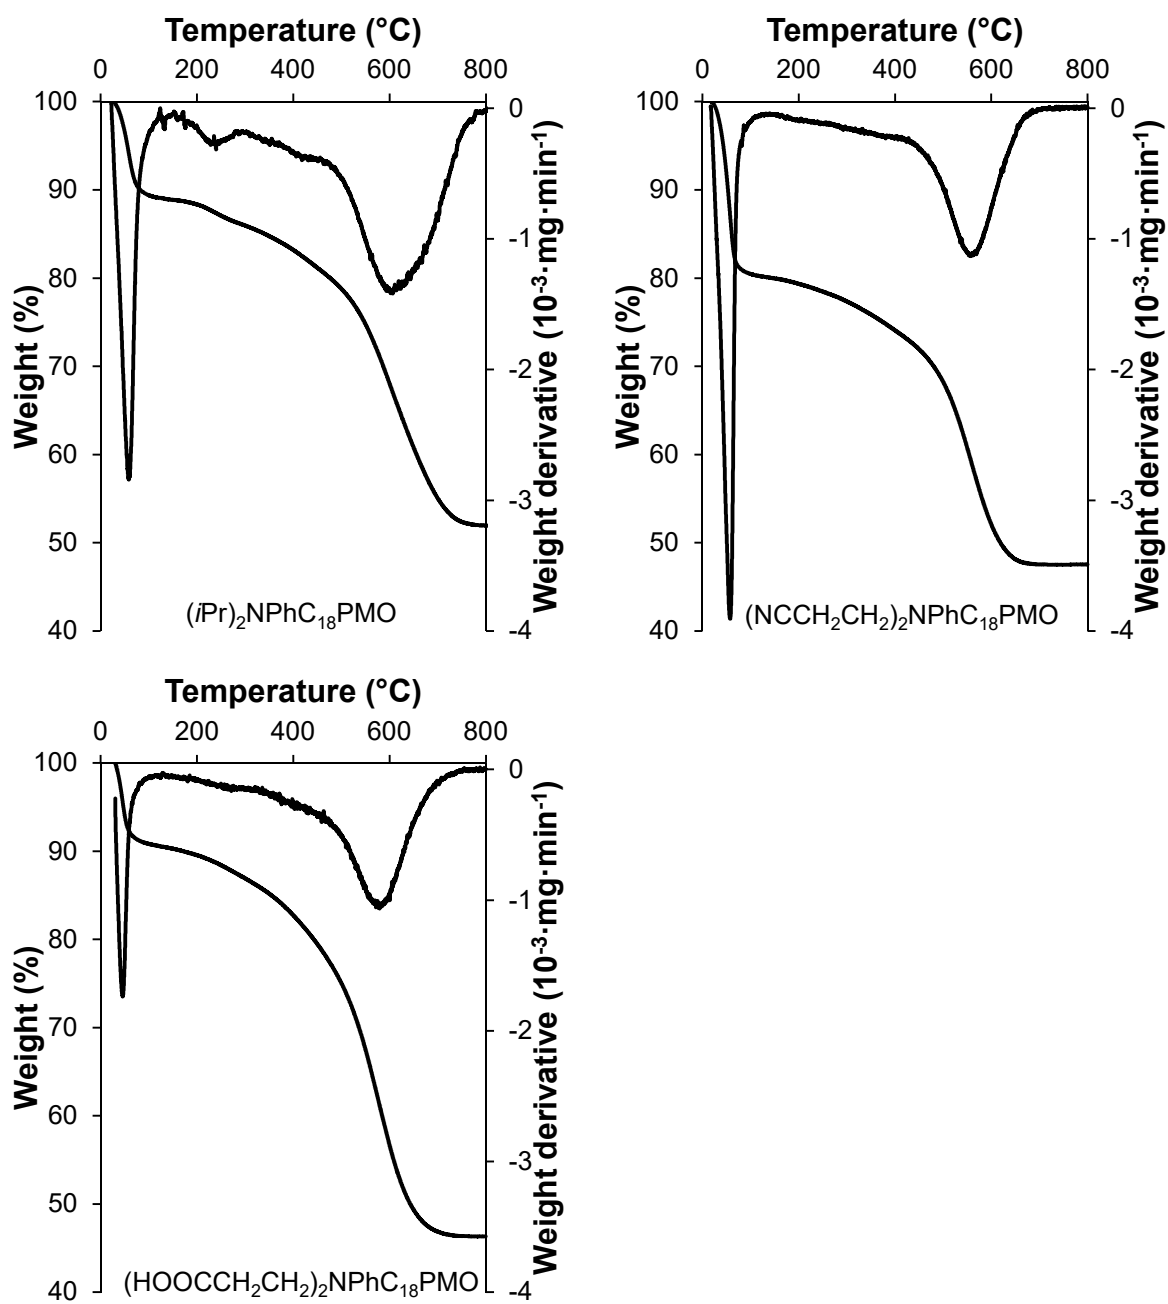 Temperature (°C)
0 200 400 600 800
100
90
80
70
60
50
40
Weight (%)
0
-1
-2
-3
-4
Weight derivative (10⁻³·mg·min⁻¹)
(iPr)₂NPhC₁₈PMO
Temperature (°C)
0 200 400 600 800
100
90
80
70
60
50
40
Weight (%)
0
-1
-2
-3
-4
Weight derivative (10⁻³·mg·min⁻¹)
(NCCH₂CH₂)₂NPhC₁₈PMO
Temperature (°C)
0 200 400 600 800
100
90
80
70
60
50
40
Weight (%)
0
-1
-2
-3
-4
Weight derivative (10⁻³·mg·min⁻¹)
(HOOCCH₂CH₂)₂NPhC₁₈PMO